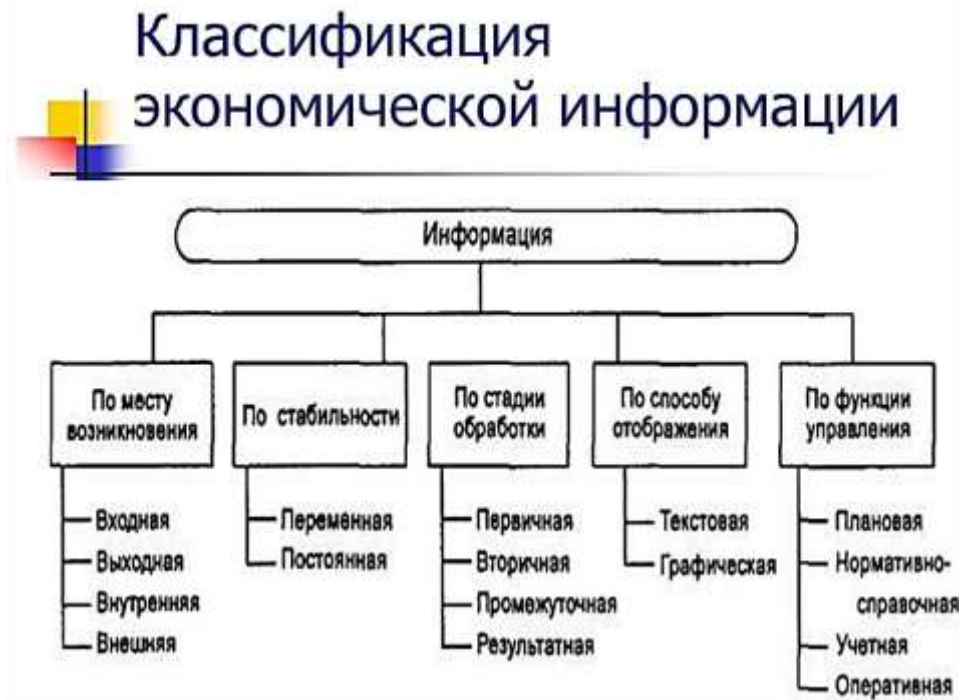 Классификация
экономической информации
Информация
По месту
возникновения
Входная
Выходная
Внутренняя
Внешняя
По стабильности
Переменная
Постоянная
По стадии
обработки
Первичная
Вторичная
Промежуточная
Результатная
По способу
отображения
Текстовая
Графическая
По функции
управления
Плановая
Нормативно-
справочная
Учетная
Оперативная